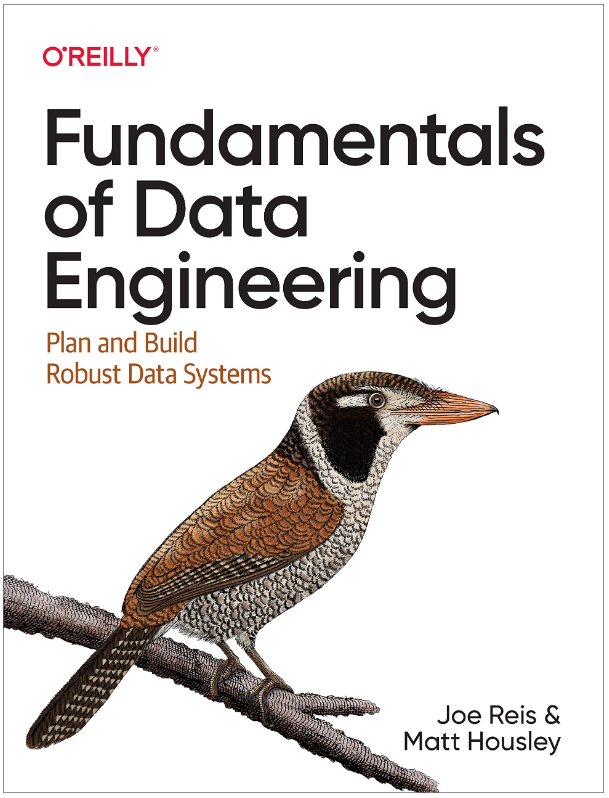 O'REILLY®
Fundamentals
of Data
Engineering
Plan and Build
Robust Data Systems
Joe Reis &
Matt Housley